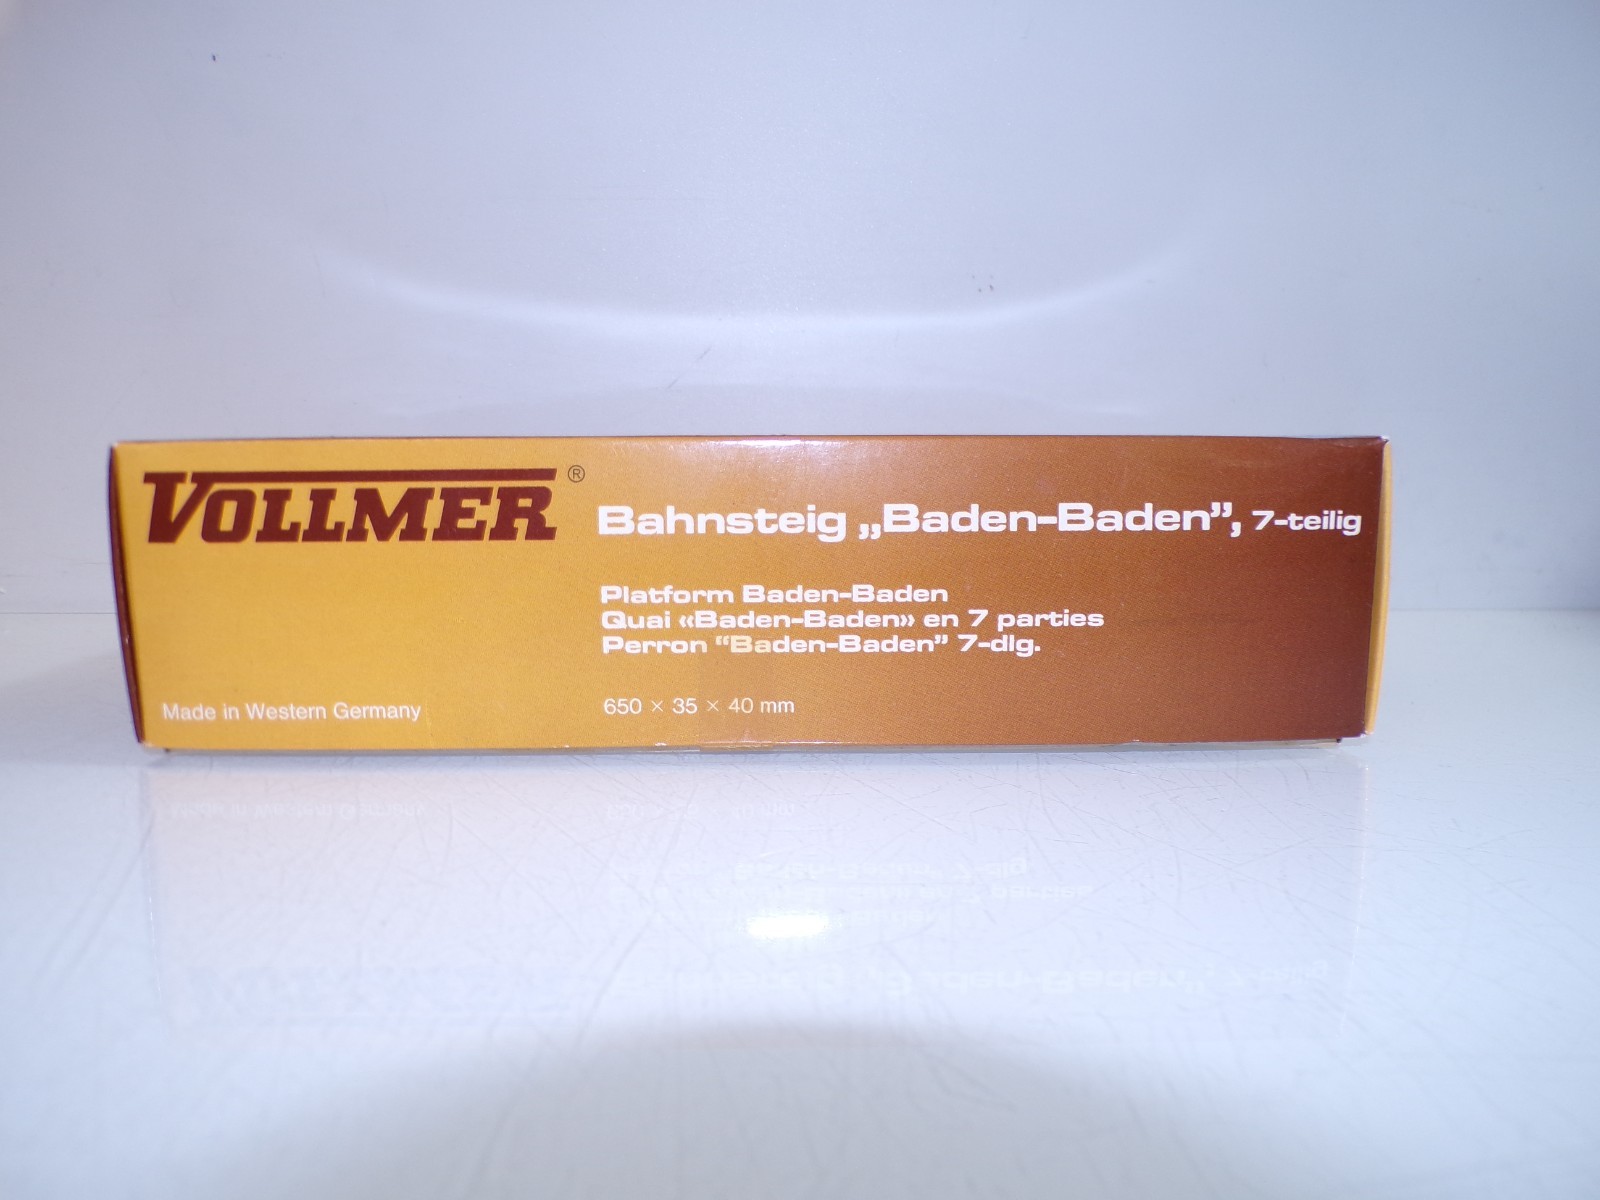 VOLLMER®
Bahnsteig „Baden-Baden”, 7-teilig
Platform Baden-Baden
Quai «Baden-Baden» en 7 parties
Perron “Baden-Baden” 7-dlg.
Made in Western Germany
650 × 35 × 40 mm